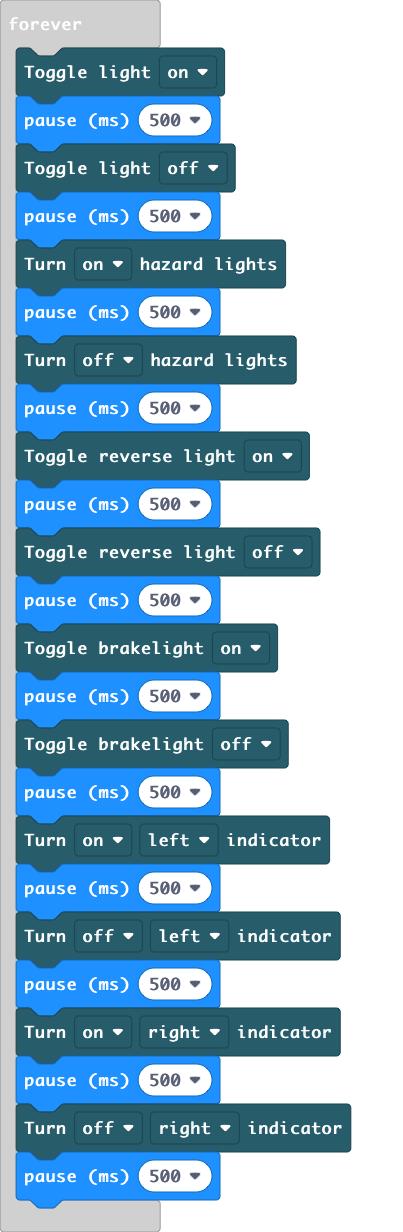 forever
Toggle light on
pause (ms) 500
Toggle light off
pause (ms) 500
Turn on hazard lights
pause (ms) 500
Turn off hazard lights
pause (ms) 500
Toggle reverse light on
pause (ms) 500
Toggle reverse light off
pause (ms) 500
Toggle brakelight on
pause (ms) 500
Toggle brakelight off
pause (ms) 500
Turn on left indicator
pause (ms) 500
Turn off left indicator
pause (ms) 500
Turn on right indicator
pause (ms) 500
Turn off right indicator
pause (ms) 500